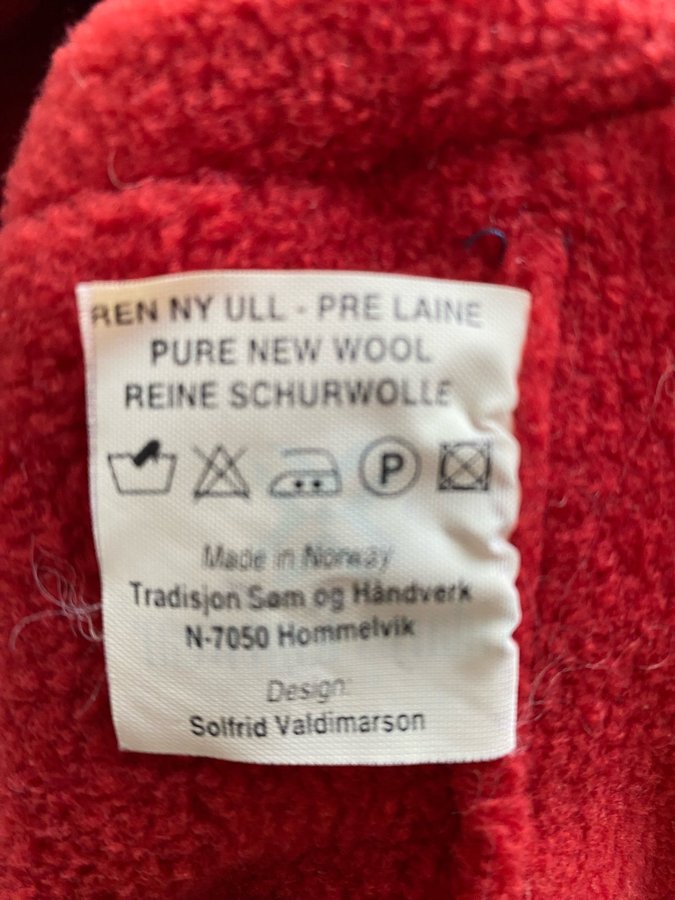 REN NY ULL - PRE LAINE
PURE NEW WOOL
REINE SCHURWOLLE
P
Made in Norway
Tradisjon Søm og Håndverk
N-7050 Hommelvik
Design:
Solfrid Valdimarson